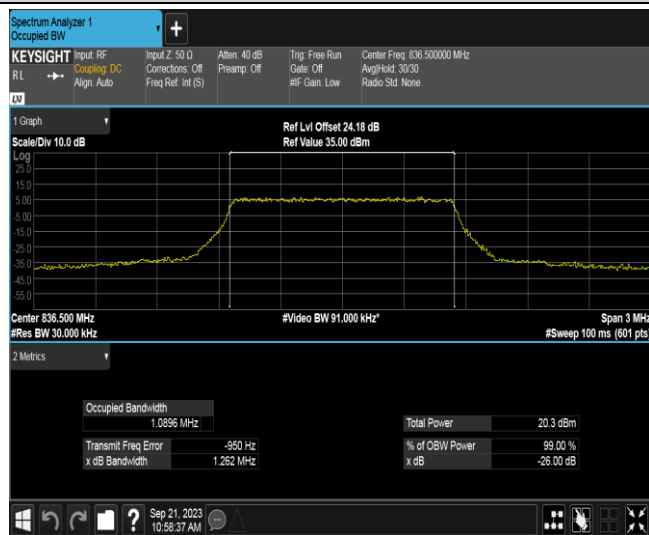 Spectrum Analyzer 1
Occupied BW
+
KEYSIGHT Input: RF Input Z: 50 Ω Atten: 40 dB Trig: Free Run Center Freq: 836.500000 MHz
RL Coupling: DC Corrections: Off Preamp: Off Gate: Off Avg|Hold: 30/30
Align: Auto Freq Ref: Int (S) #IF Gain: Low Radio Std: None
LXI
1 Graph
Ref Lvl Offset 24.18 dB
Scale/Div 10.0 dB Ref Value 35.00 dBm
Log
25.0
15.0
5.00
-5.00
-15.0
-25.0
-35.0
-45.0
-55.0
Center 836.500 MHz #Video BW 91.000 kHz* Span 3 MHz
#Res BW 30.000 kHz #Sweep 100 ms (601 pts)
2 Metrics
Occupied Bandwidth
1.0896 MHz Total Power 20.3 dBm
Transmit Freq Error -950 Hz % of OBW Power 99.00 %
x dB Bandwidth 1.262 MHz x dB -26.00 dB
? Sep 21, 2023
10:58:37 AM